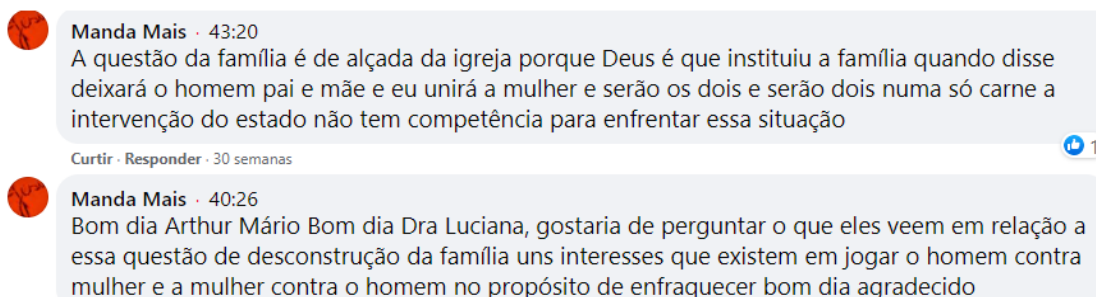 Manda Mais · 43:20
A questão da família é de alçada da igreja porque Deus é que instituiu a família quando disse
deixará o homem pai e mãe e eu unirá a mulher e serão os dois e serão dois numa só carne a
intervenção do estado não tem competência para enfrentar essa situação
1
Curtir · Responder · 30 semanas
Manda Mais · 40:26
Bom dia Arthur Mário Bom dia Dra Luciana, gostaria de perguntar o que eles veem em relação a
essa questão de desconstrução da família uns interesses que existem em jogar o homem contra
mulher e a mulher contra o homem no propósito de enfraquecer bom dia agradecido